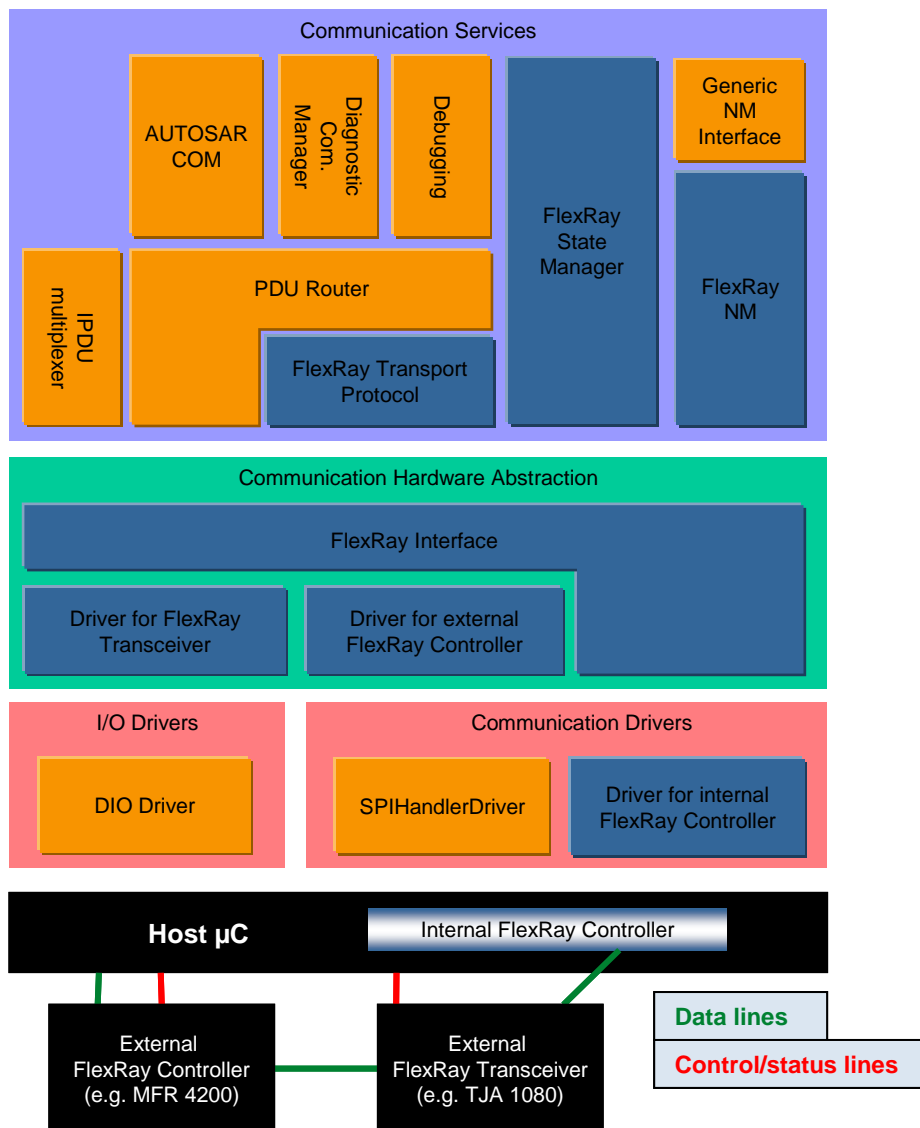 Communication Services
AUTOSAR
COM
Diagnostic
Com.
Manager
Debugging
FlexRay
State
Manager
Generic
NM
Interface
FlexRay
NM
IPDU
multiplexer
PDU Router
FlexRay Transport
Protocol
Communication Hardware Abstraction
FlexRay Interface
Driver for FlexRay
Transceiver
Driver for external
FlexRay Controller
I/O Drivers
DIO Driver
Communication Drivers
SPIHandlerDriver
Driver for internal
FlexRay Controller
Host µC
Internal FlexRay Controller
External
FlexRay Controller
(e.g. MFR 4200)
External
FlexRay Transceiver
(e.g. TJA 1080)
Data lines
Control/status lines